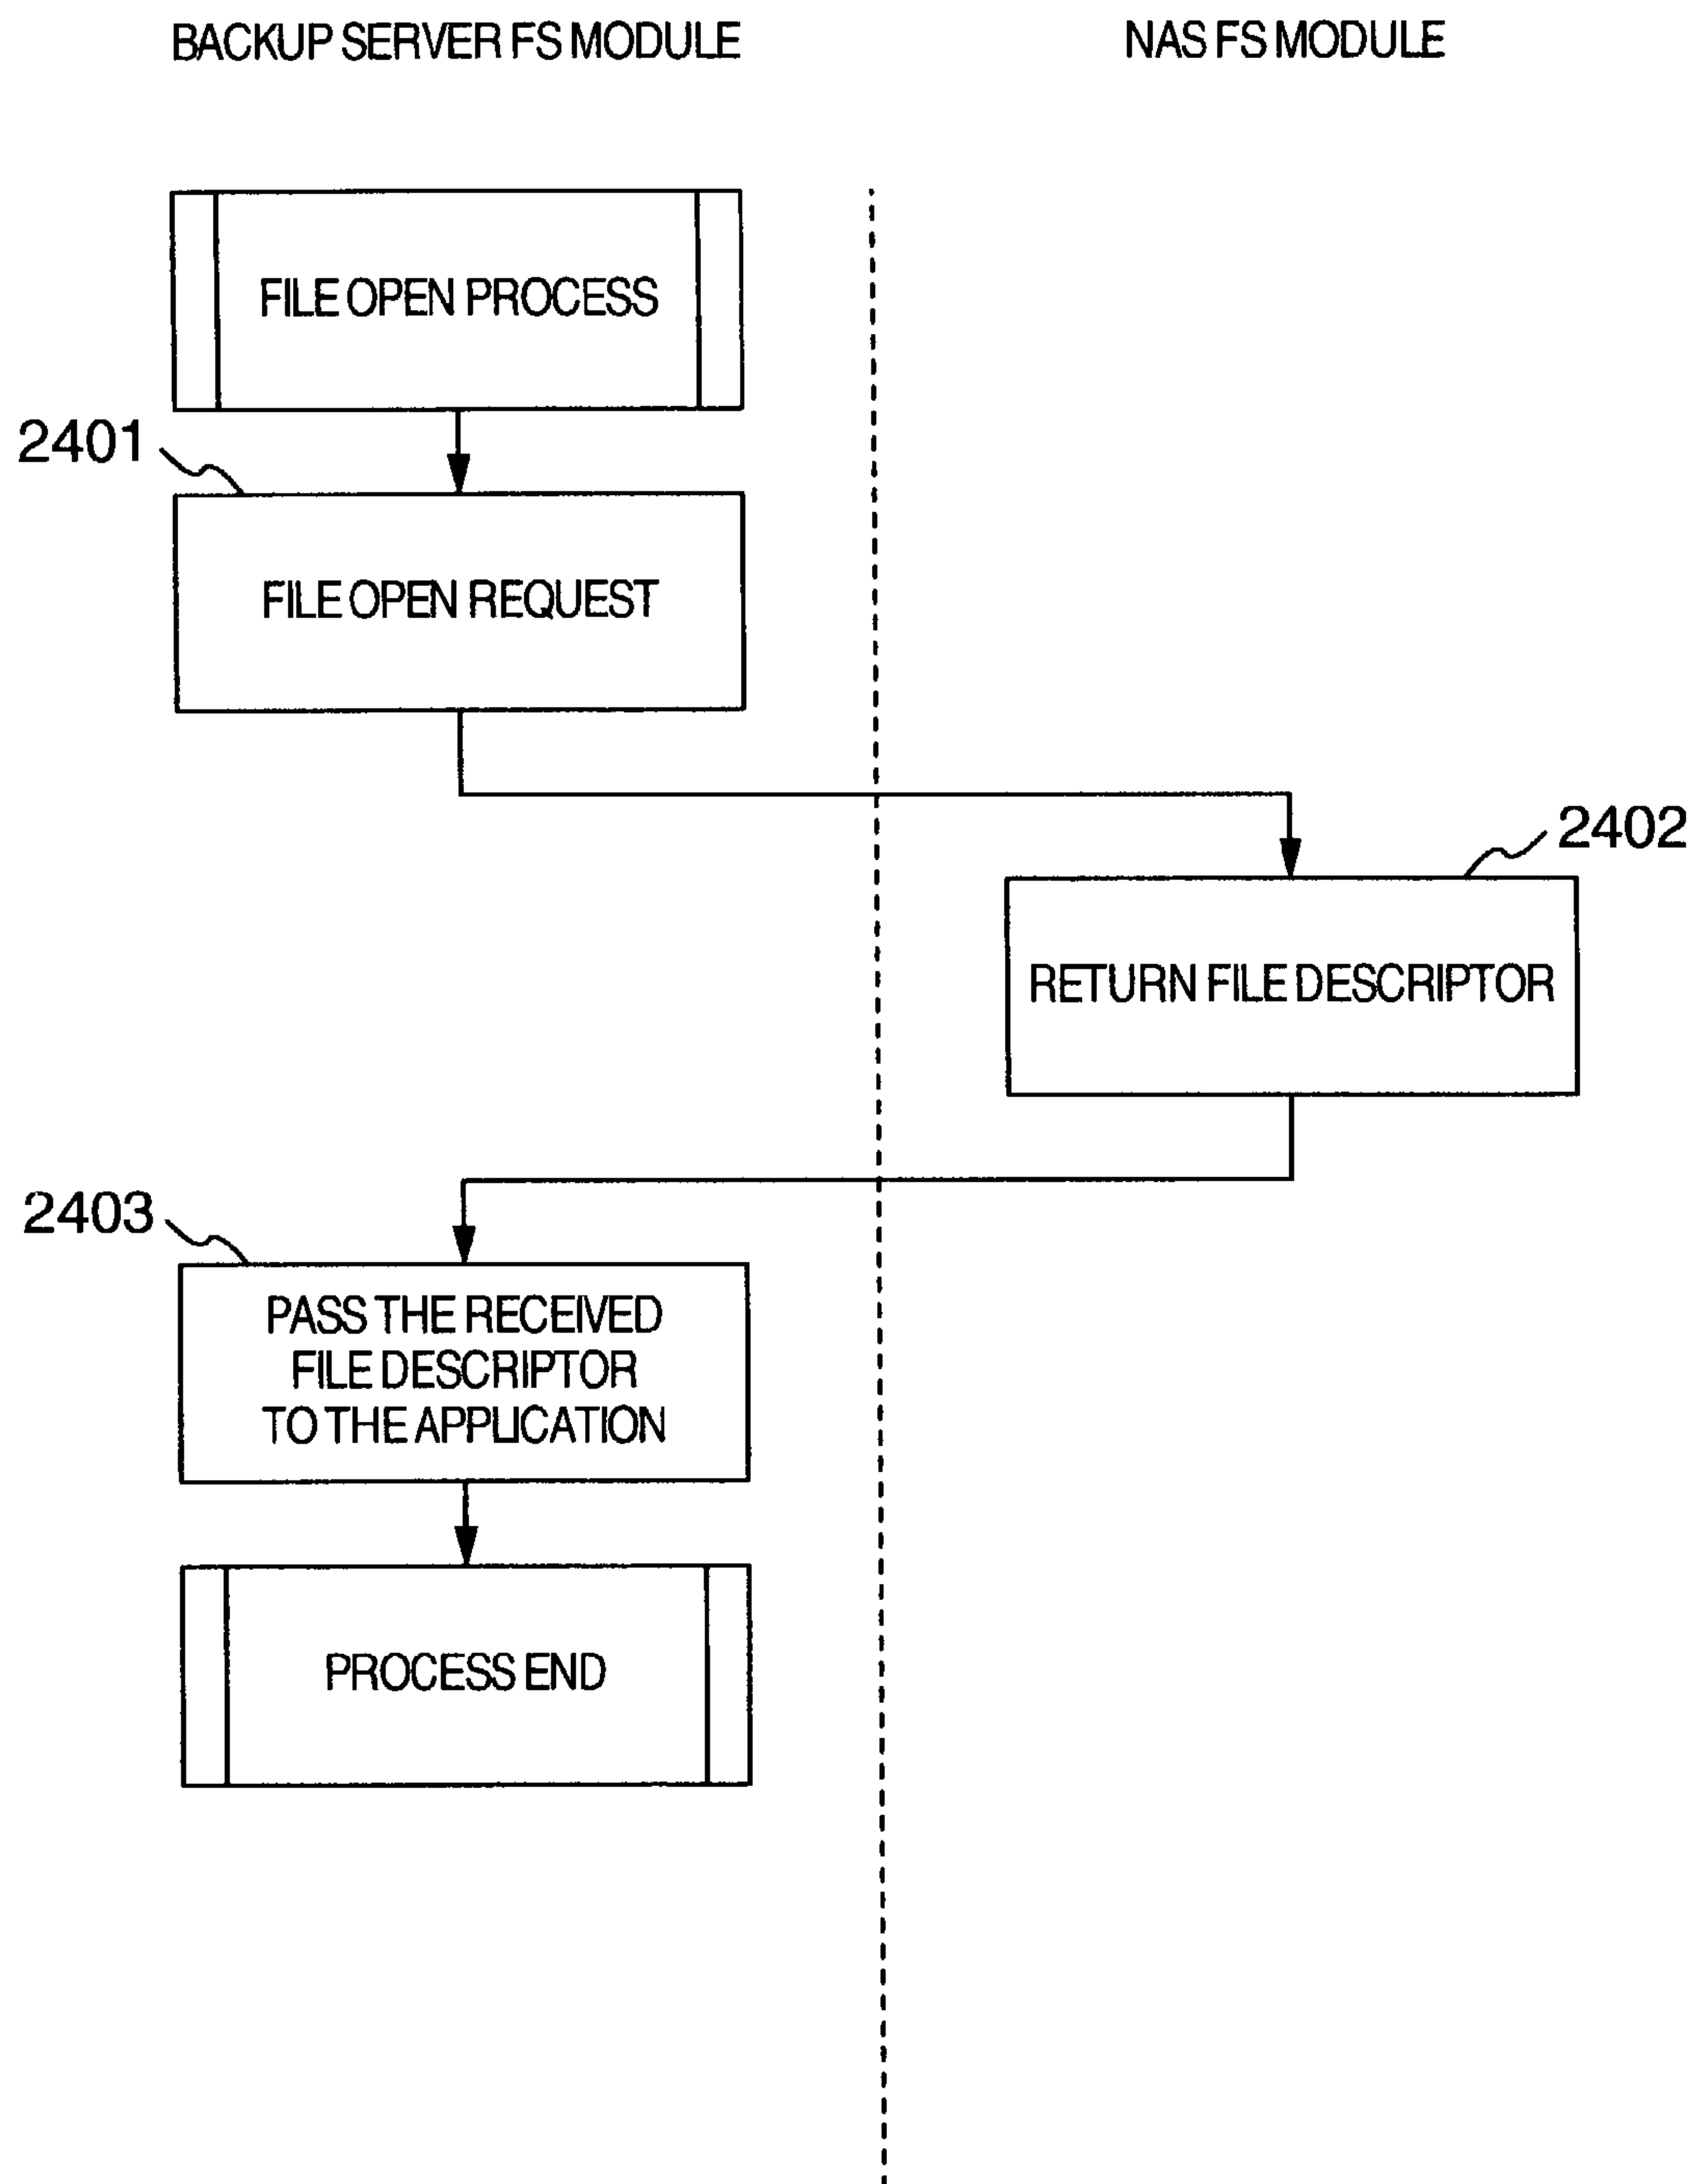 BACKUP SERVER FS MODULE
NAS FS MODULE
FILE OPEN PROCESS
2401
FILE OPEN REQUEST
2402
RETURN FILE DESCRIPTOR
2403
PASS THE RECEIVED
FILE DESCRIPTOR
TO THE APPLICATION
PROCESS END